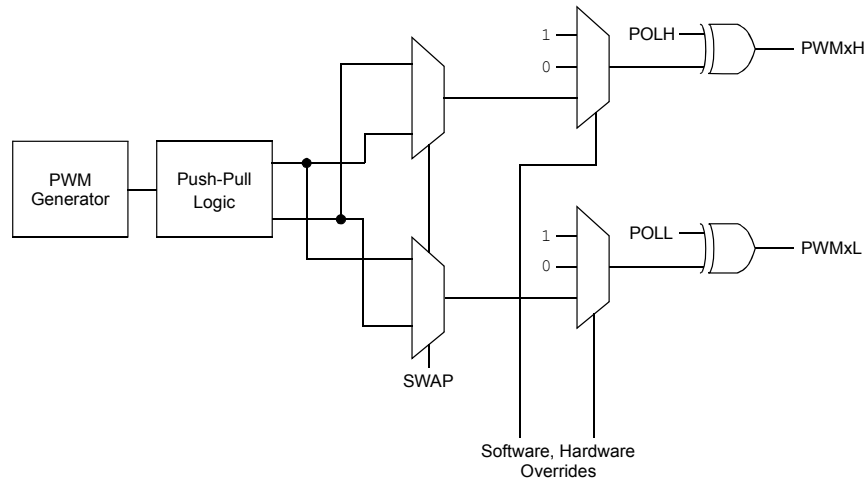 1
0
POLH
PWMxH
PWM
Generator
Push-Pull
Logic
1
0
POLL
PWMxL
SWAP
Software, Hardware
Overrides